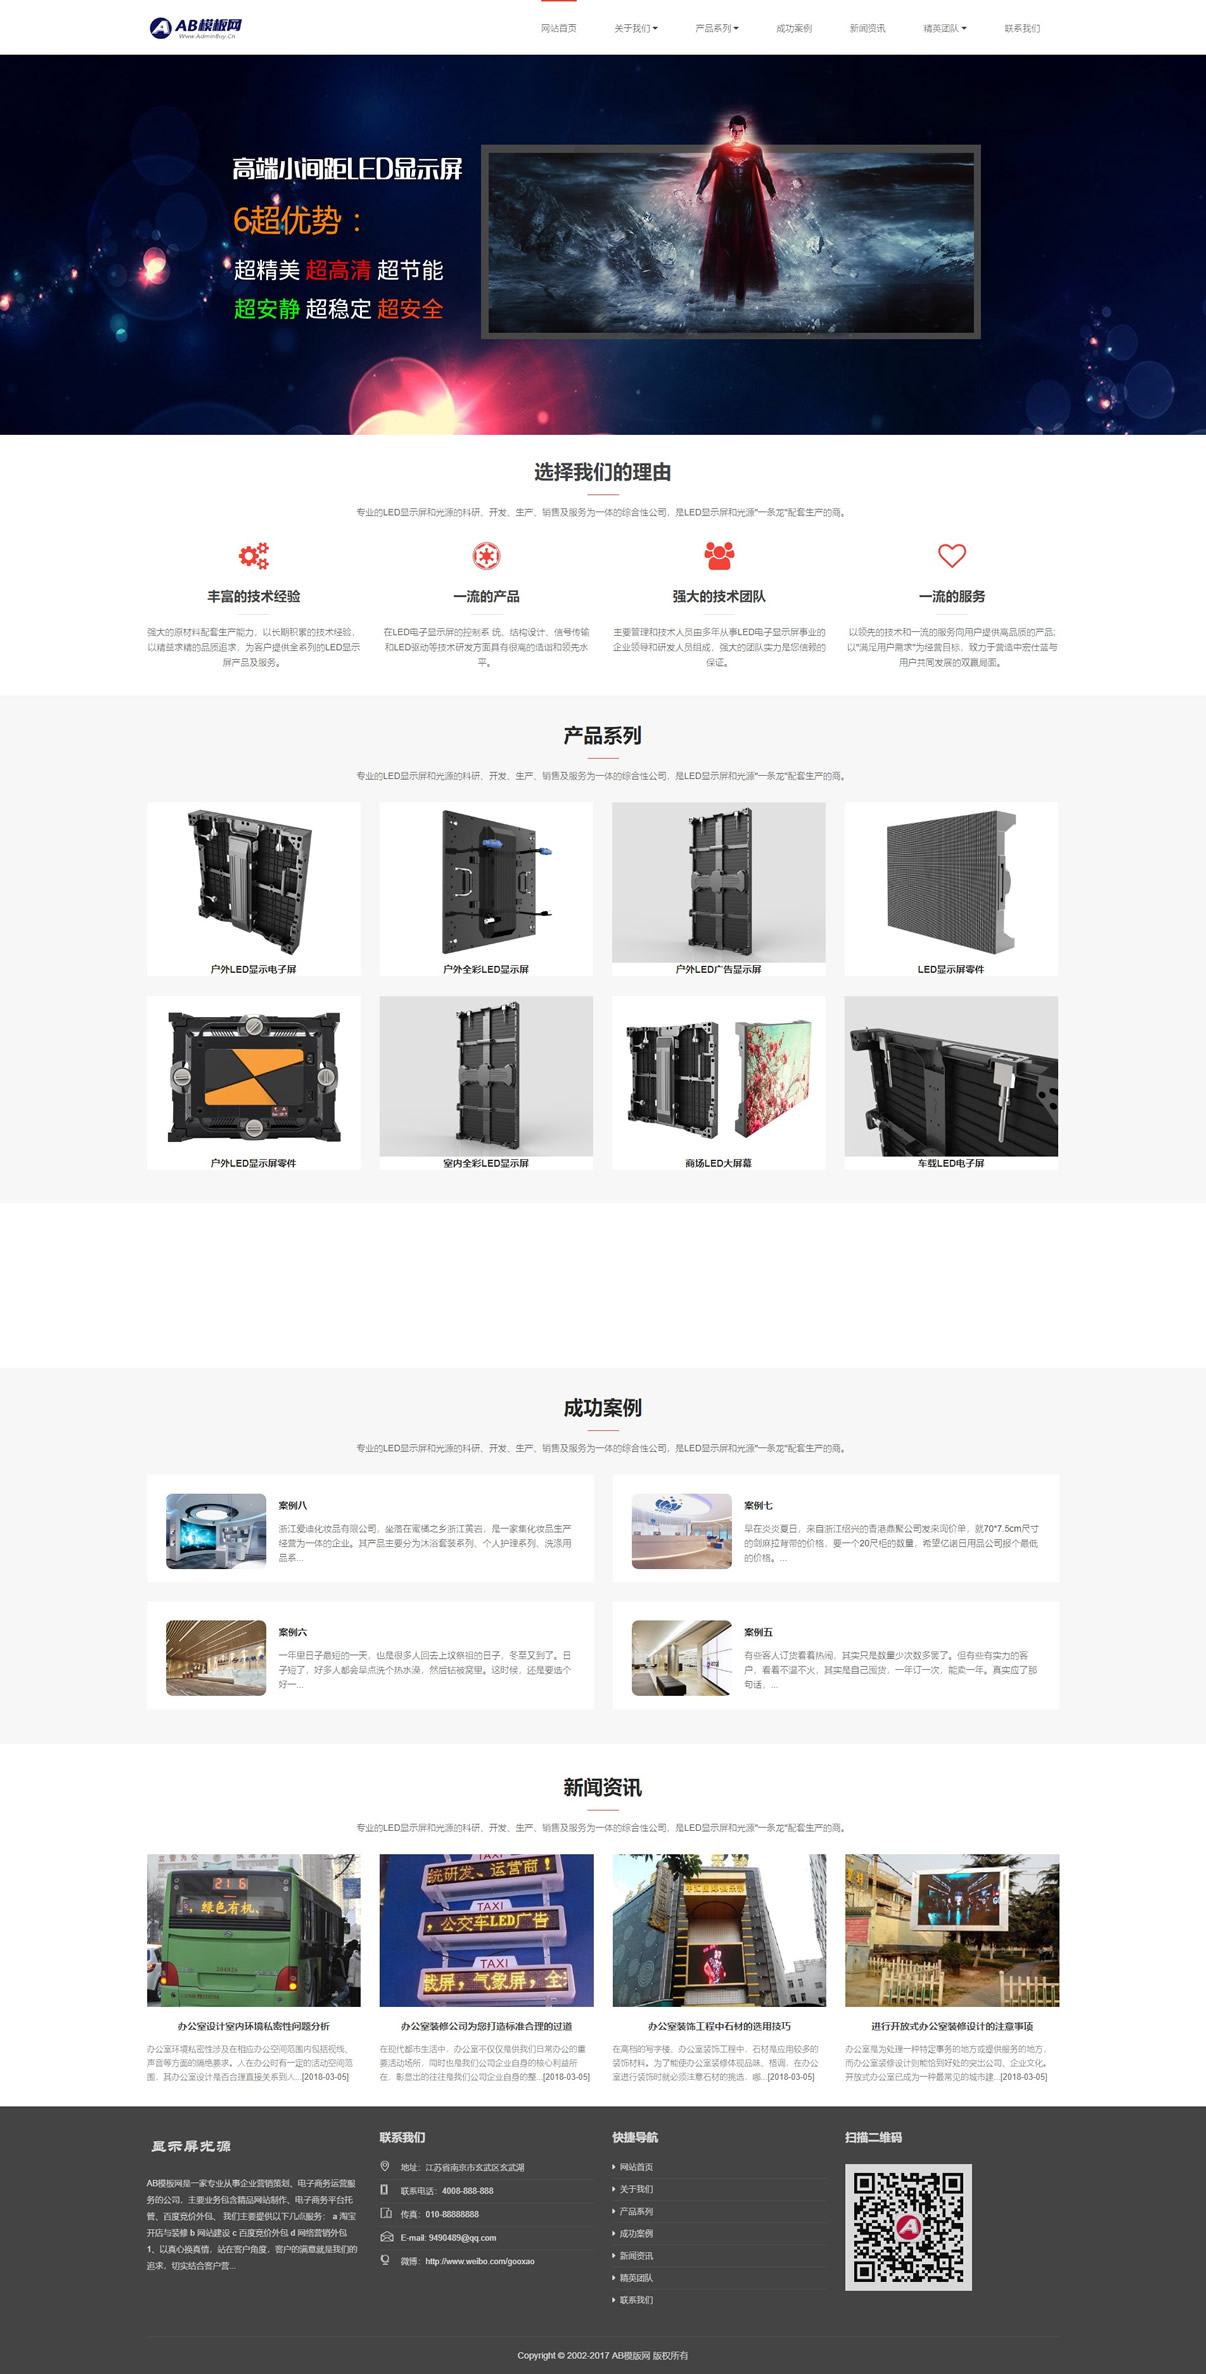 AB模板网
Www.AdminBuy.Cn
网站首页
关于我们
产品系列
成功案例
新闻资讯
精英团队
联系我们
高端小间距LED显示屏
6超优势：
超精美 超高清 超节能
超安静 超稳定 超安全
选择我们的理由
专业的LED显示屏和光源的科研、开发、生产、销售及服务为一体的综合性公司，是LED显示屏和光源"一条龙"配套生产的商。
丰富的技术经验
强大的原材料配套生产能力，以长期积累的技术经验，
以精益求精的品质追求，为客户提供全系列的LED显示
屏产品及服务。
一流的产品
在LED电子显示屏的控制系 统、结构设计、信号传输
和LED驱动等技术研发方面具有很高的造诣和领先水
平。
强大的技术团队
主要管理和技术人员由多年从事LED电子显示屏事业的
企业领导和研发人员组成，强大的团队实力是您信赖的
保证。
一流的服务
以领先的技术和一流的服务向用户提供高品质的产品;
以"满足用户需求"为经营目标，致力于营造中宏仕蓝与
用户共同发展的双赢局面。
产品系列
专业的LED显示屏和光源的科研、开发、生产、销售及服务为一体的综合性公司，是LED显示屏和光源"一条龙"配套生产的商。
户外LED显示电子屏
户外全彩LED显示屏
户外LED广告显示屏
LED显示屏零件
户外LED显示屏零件
室内全彩LED显示屏
商场LED大屏幕
车载LED电子屏
成功案例
专业的LED显示屏和光源的科研、开发、生产、销售及服务为一体的综合性公司，是LED显示屏和光源"一条龙"配套生产的商。
案例八
浙江爱迪化妆品有限公司，坐落在蜜橘之乡浙江黄岩，是一家集化妆品生产
经营为一体的企业。其产品主要分为沐浴套装系列、个人护理系列、洗涤用
品系...
案例七
早在炎炎夏日，来自浙江绍兴的香港鼎聚公司发来询价单，就70*7.5cm尺寸
的剑麻拉背带的价格，要一个20尺柜的数量，希望亿诺日用品公司报个最低
的价格。...
案例六
一年里日子最短的一天，也是很多人回去上坟祭祖的日子，冬至又到了。日
子短了，好多人都会早点洗个热水澡，然后钻被窝里。这时候，还是要选个
好一...
案例五
有些客人订货看着热闹，其实只是数量少次数多罢了。但有些有实力的客
户，看着不温不火，其实是自己囤货，一年订一次，能卖一年。真实应了那
句话，...
新闻资讯
专业的LED显示屏和光源的科研、开发、生产、销售及服务为一体的综合性公司，是LED显示屏和光源"一条龙"配套生产的商。
21 6
，绿色有机、
统研发、运营商！
TAXI
，公交车LED广告
TAXI
载屏，气象屏，全
办公室设计室内环境私密性问题分析
办公室环境私密性涉及在相应办公空间范围内包括视线、
声音等方面的隔绝要求。人在办公时有一定的活动空间范
围，其办公室设计是否合理直接关系到人...[2018-03-05]
办公室装修公司为您打造标准合理的过道
在现代都市生活中，办公室不仅仅是供我们日常办公的重
要活动场所，同时也是我们公司企业自身的核心利益所
在，彰显出的往往是我们公司企业自身的整...[2018-03-05]
办公室装饰工程中石材的选用技巧
在高档的写字楼、办公室装饰工程中，石材是应用较多的
装饰材料。为了能使办公室装修体现品味、格调，在办公
室进行装饰时就必须注意石材的挑选，哪...[2018-03-05]
进行开放式办公室装修设计的注意事项
办公室是为处理一种特定事务的地方或提供服务的地方，
而办公室装修设计则能恰到好处的突出公司、企业文化。
开放式办公室已成为一种最常见的城市建...[2018-03-05]
显示屏光源
AB模板网是一家专业从事企业营销策划、电子商务运营服
务的公司，主要业务包含精品网站制作、电子商务平台托
管、百度竞价外包、 我们主要提供以下几点服务： a 淘宝
开店与装修 b 网站建设 c 百度竞价外包 d 网络营销外包
1、以真心换真情，站在客户角度，客户的满意就是我们的
追求，切实结合客户营...
联系我们
地址：江苏省南京市玄武区玄武湖
联系电话：4008-888-888
传真：010-88888888
E-mail: 9490489@qq.com
微博：http://www.weibo.com/gooxao
快捷导航
网站首页
关于我们
产品系列
成功案例
新闻资讯
精英团队
联系我们
扫描二维码
Copyright © 2002-2017 AB模版网 版权所有